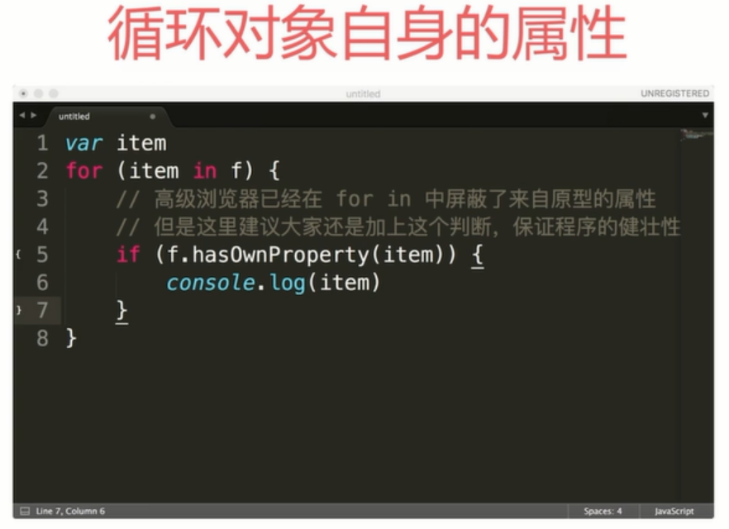 循环对象自身的属性
untitled
UNREGISTERED
untitled
1 var item
2 for (item in f) {
3 // 高级浏览器已经在 for in 中屏蔽了来自原型的属性
4 // 但是这里建议大家还是加上这个判断，保证程序的健壮性
{ 5 if (f.hasOwnProperty(item)) {
6 console.log(item)
} 7 }
8 }
Line 7, Column 6
Spaces: 4
JavaScript